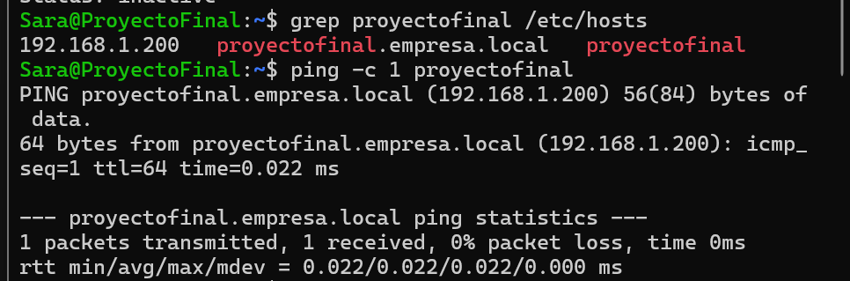 Status: inactive
Sara@ProyectoFinal:~$ grep proyectofinal /etc/hosts
192.168.1.200   proyectofinal.empresa.local   proyectofinal
Sara@ProyectoFinal:~$ ping -c 1 proyectofinal
PING proyectofinal.empresa.local (192.168.1.200) 56(84) bytes of
 data.
64 bytes from proyectofinal.empresa.local (192.168.1.200): icmp_
seq=1 ttl=64 time=0.022 ms

--- proyectofinal.empresa.local ping statistics ---
1 packets transmitted, 1 received, 0% packet loss, time 0ms
rtt min/avg/max/mdev = 0.022/0.022/0.022/0.000 ms